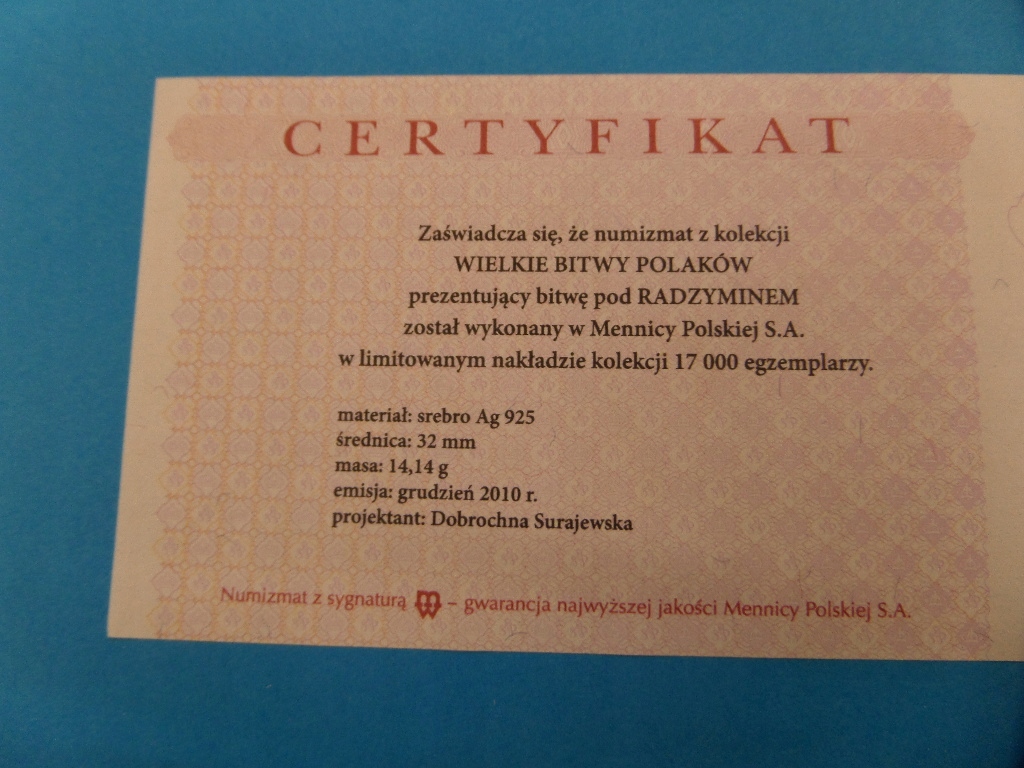 CERTYFIKAT
Zaświadcza się, że numizmat z kolekcji
WIELKIE BITWY POLAKÓW
prezentujący bitwę pod RADZYMINEM
został wykonany w Mennicy Polskiej S.A.
w limitowanym nakładzie kolekcji 17 000 egzemplarzy.
materiał: srebro Ag 925
średnica: 32 mm
masa: 14,14 g
emisja: grudzień 2010 r.
projektant: Dobrochna Surajewska
Numizmat z sygnaturą – gwarancja najwyższej jakości Mennicy Polskiej S.A.